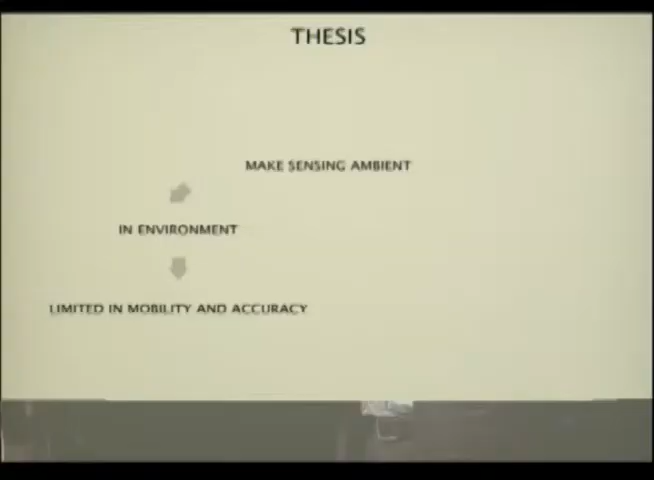 THESIS
MAKE SENSING AMBIENT
IN ENVIRONMENT
LIMITED IN MOBILITY AND ACCURACY